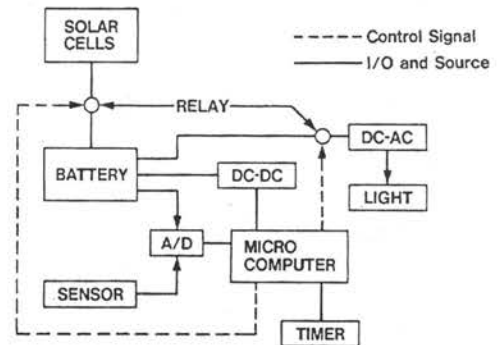 SOLAR
CELLS
Control Signal
I/O and Source
RELAY
DC-AC
BATTERY
DC-DC
LIGHT
A/D
MICRO
COMPUTER
SENSOR
TIMER